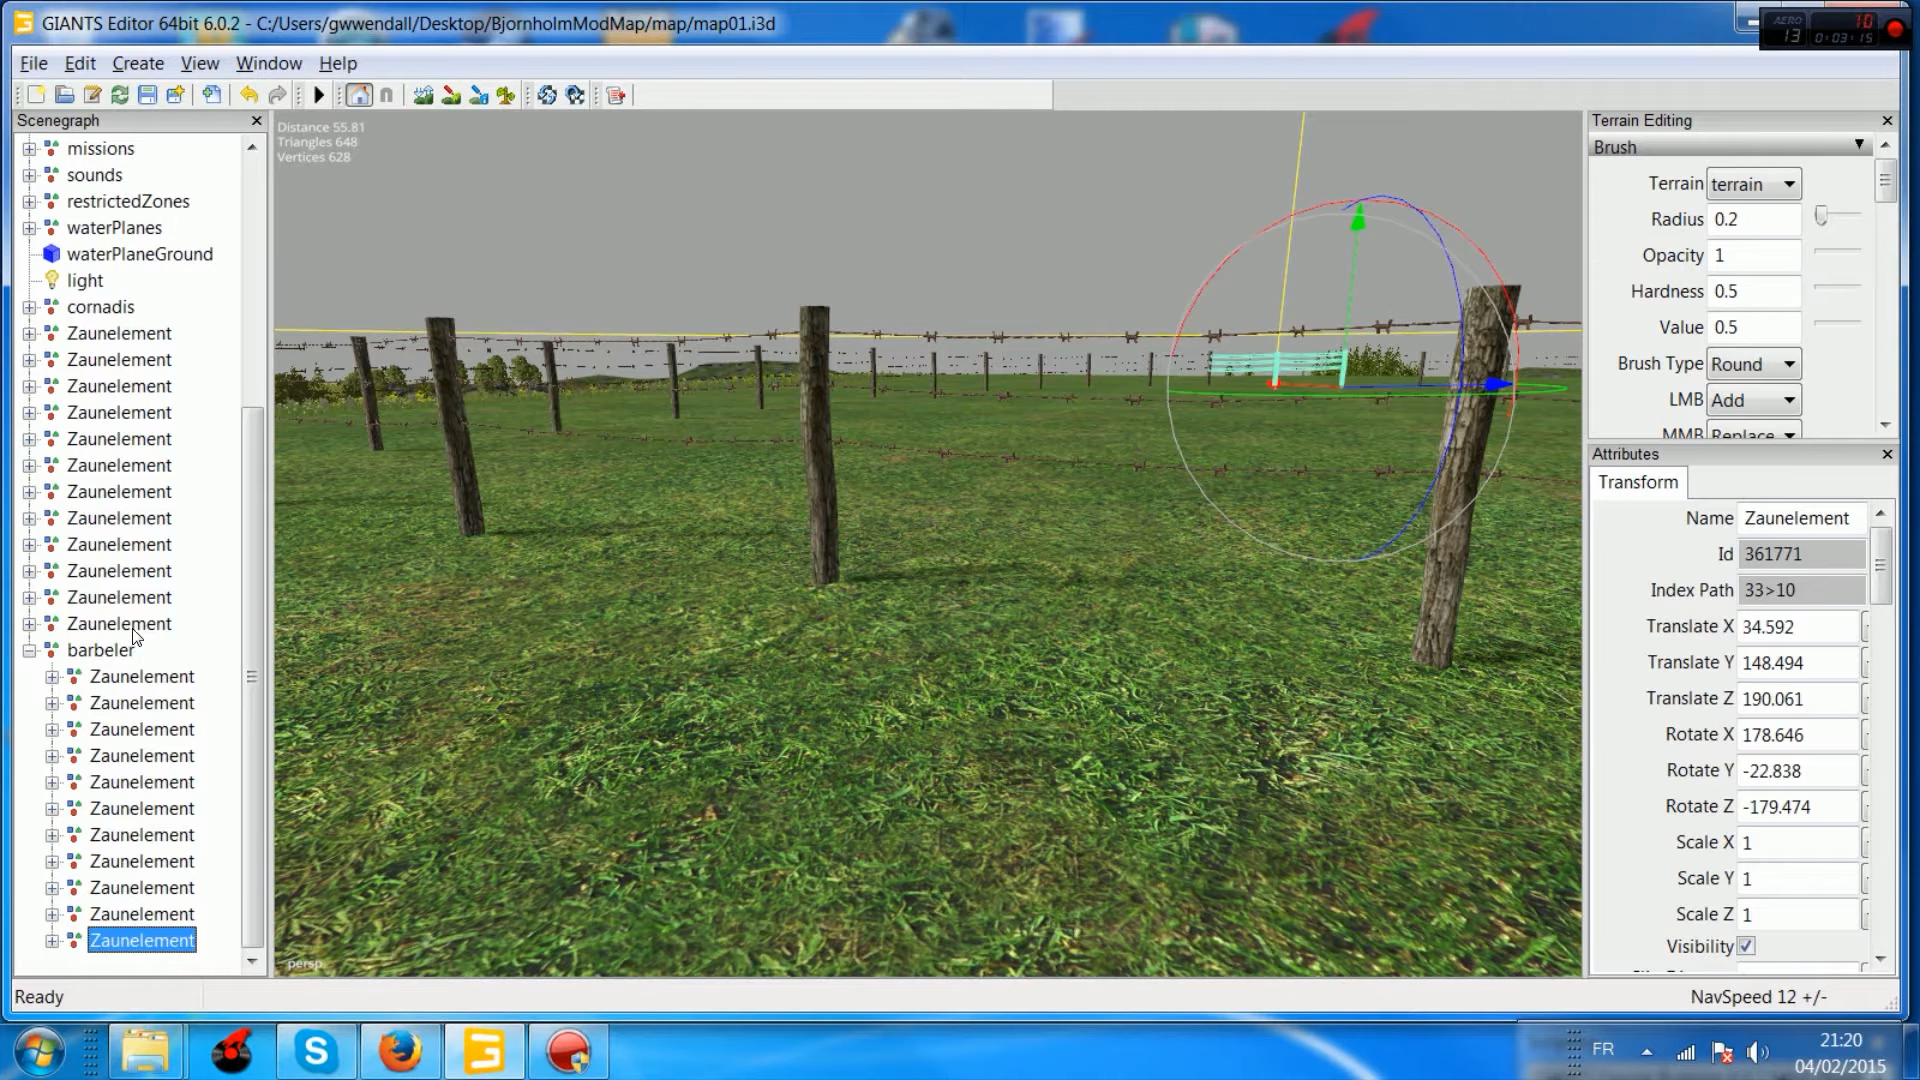 GIANTS Editor 64bit 6.0.2 - C:/Users/gwwendall/Desktop/BjornholmModMap/map/map01.i3d
AERO 10
13 0:03:15
File Edit Create View Window Help
Scenegraph
missions
sounds
restrictedZones
waterPlanes
waterPlaneGround
light
cornadis
Zaunelement
Zaunelement
Zaunelement
Zaunelement
Zaunelement
Zaunelement
Zaunelement
Zaunelement
Zaunelement
Zaunelement
Zaunelement
Zaunelement
barbeler
Zaunelement
Zaunelement
Zaunelement
Zaunelement
Zaunelement
Zaunelement
Zaunelement
Zaunelement
Zaunelement
Zaunelement
Zaunelement
Distance 55.81
Triangles 648
Vertices 628
persp
Terrain Editing
Brush
Terrain terrain
Radius 0.2
Opacity 1
Hardness 0.5
Value 0.5
Brush Type Round
LMB Add
MMB Replace
Attributes
Transform
Name Zaunelement
Id 361771
Index Path 33>10
Translate X 34.592
Translate Y 148.494
Translate Z 190.061
Rotate X 178.646
Rotate Y -22.838
Rotate Z -179.474
Scale X 1
Scale Y 1
Scale Z 1
Visibility
Ready
NavSpeed 12 +/-
FR
21:20
04/02/2015